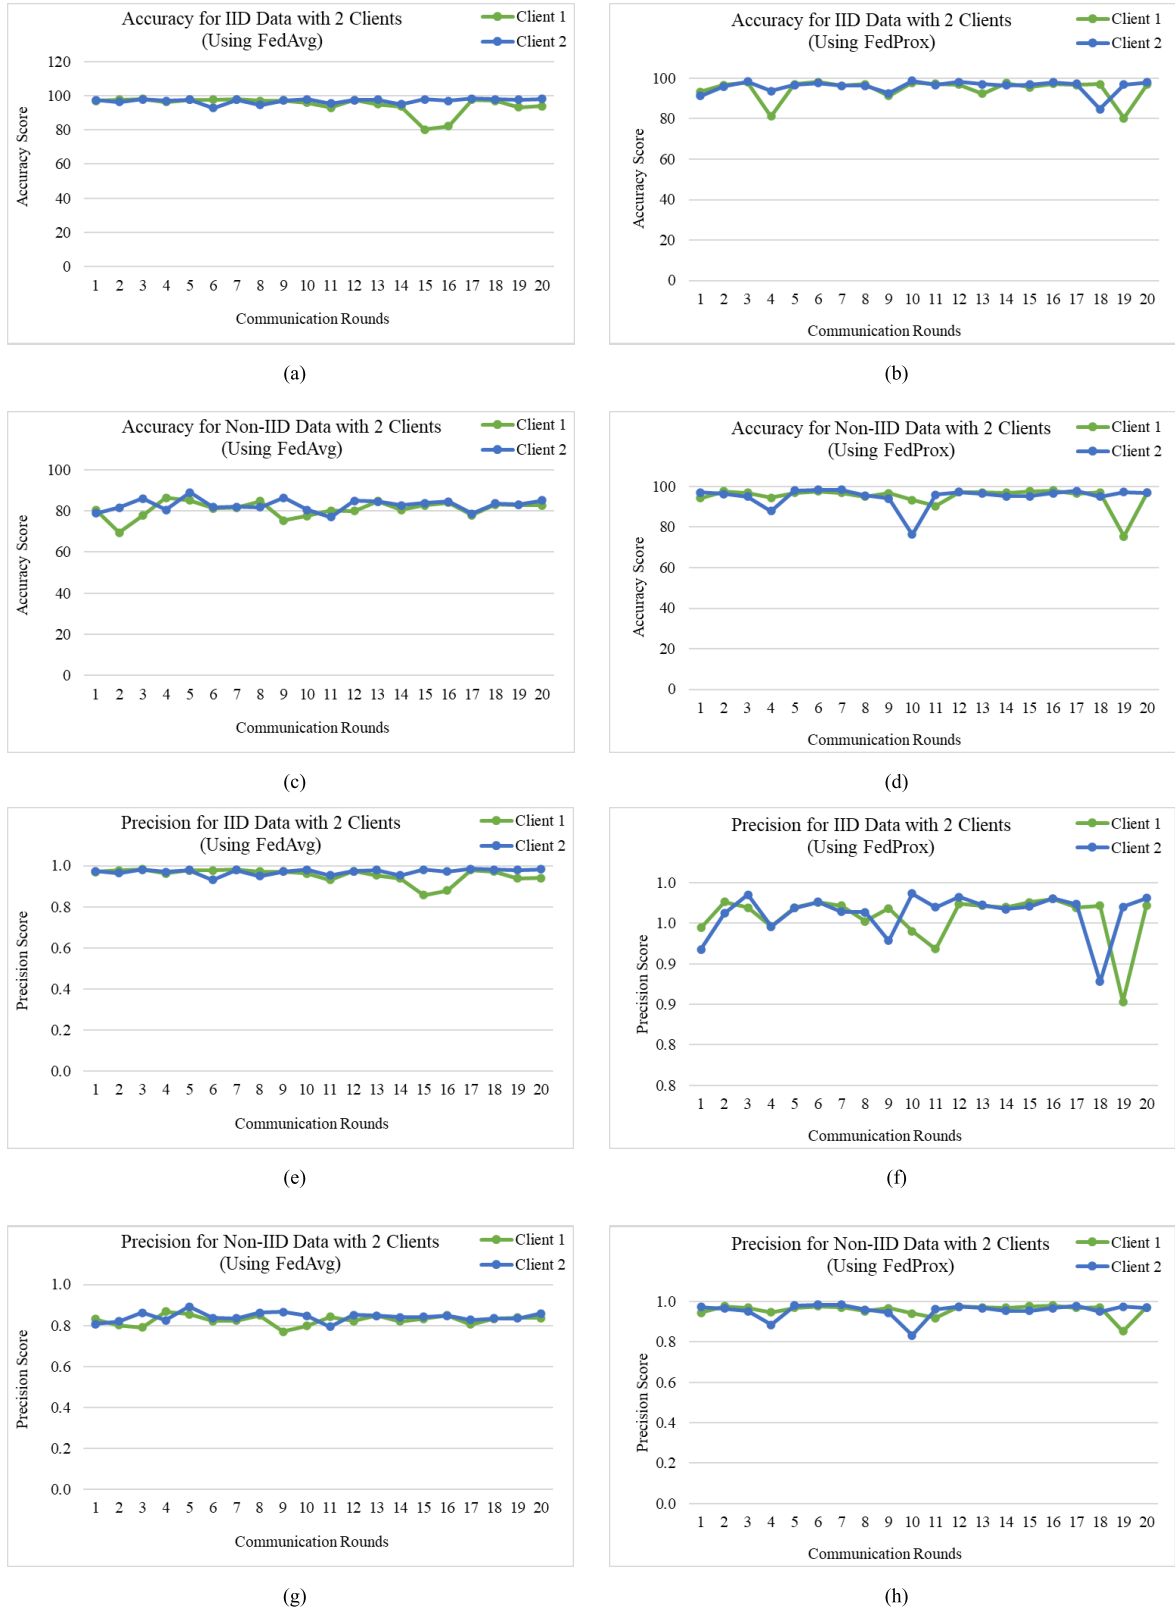 Accuracy for IID Data with 2 Clients
(Using FedAvg)
Client 1
Client 2
120
100
80
60
40
20
0
Accuracy Score
1 2 3 4 5 6 7 8 9 10 11 12 13 14 15 16 17 18 19 20
Communication Rounds
(a)
Accuracy for IID Data with 2 Clients
(Using FedProx)
Client 1
Client 2
100
80
60
40
20
0
Accuracy Score
1 2 3 4 5 6 7 8 9 10 11 12 13 14 15 16 17 18 19 20
Communication Rounds
(b)
Accuracy for Non-IID Data with 2 Clients
(Using FedAvg)
Client 1
Client 2
100
80
60
40
20
0
Accuracy Score
1 2 3 4 5 6 7 8 9 10 11 12 13 14 15 16 17 18 19 20
Communication Rounds
(c)
Accuracy for Non-IID Data with 2 Clients
(Using FedProx)
Client 1
Client 2
100
80
60
40
20
0
Accuracy Score
1 2 3 4 5 6 7 8 9 10 11 12 13 14 15 16 17 18 19 20
Communication Rounds
(d)
Precision for IID Data with 2 Clients
(Using FedAvg)
Client 1
Client 2
1.0
0.8
0.6
0.4
0.2
0.0
Precision Score
1 2 3 4 5 6 7 8 9 10 11 12 13 14 15 16 17 18 19 20
Communication Rounds
(e)
Precision for IID Data with 2 Clients
(Using FedProx)
Client 1
Client 2
1.0
1.0
0.9
0.9
0.8
0.8
Precision Score
1 2 3 4 5 6 7 8 9 10 11 12 13 14 15 16 17 18 19 20
Communication Rounds
(f)
Precision for Non-IID Data with 2 Clients
(Using FedAvg)
Client 1
Client 2
1.0
0.8
0.6
0.4
0.2
0.0
Precision Score
1 2 3 4 5 6 7 8 9 10 11 12 13 14 15 16 17 18 19 20
Communication Rounds
(g)
Precision for Non-IID Data with 2 Clients
(Using FedProx)
Client 1
Client 2
1.0
0.8
0.6
0.4
0.2
0.0
Precision Score
1 2 3 4 5 6 7 8 9 10 11 12 13 14 15 16 17 18 19 20
Communication Rounds
(h)